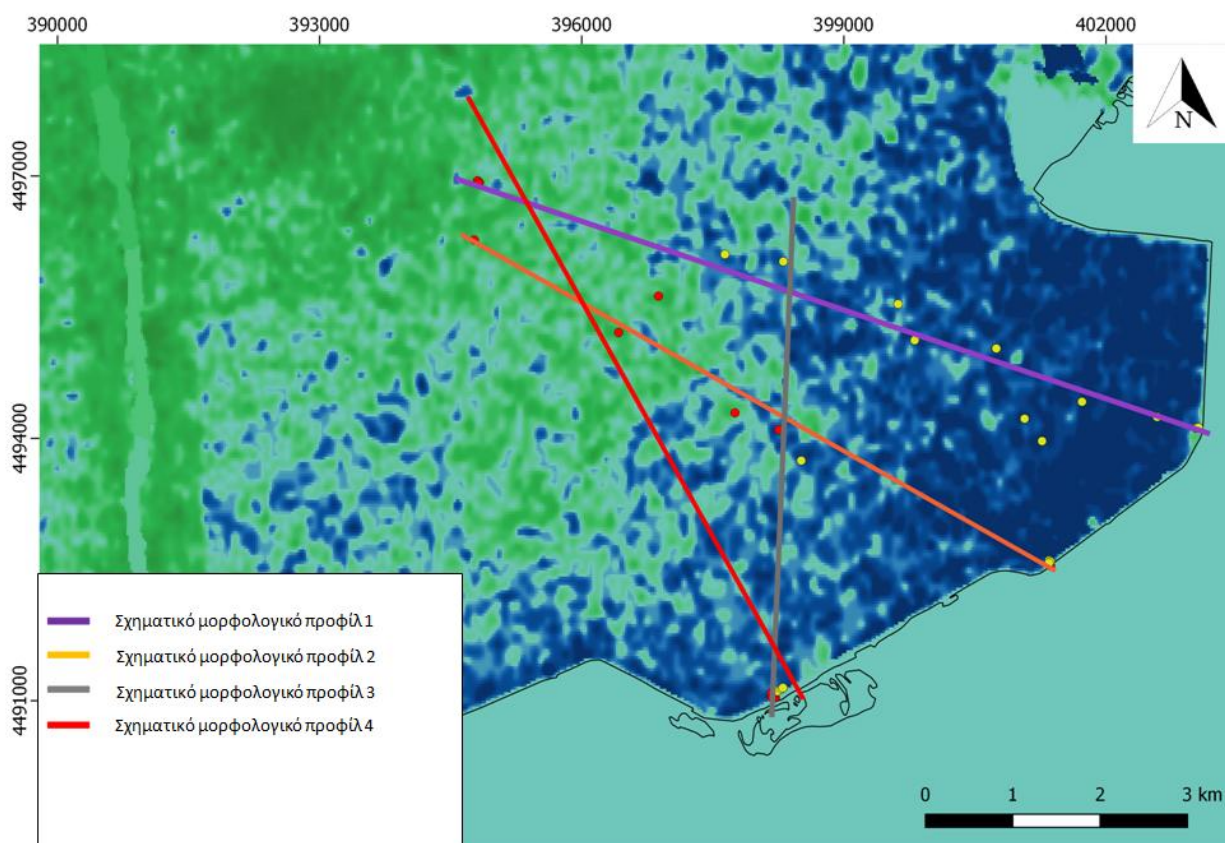 390000 393000 396000 399000 402000
N
4497000
4494000
4491000
Σχηματικό μορφολογικό προφίλ 1
Σχηματικό μορφολογικό προφίλ 2
Σχηματικό μορφολογικό προφίλ 3
Σχηματικό μορφολογικό προφίλ 4
0 1 2 3 km